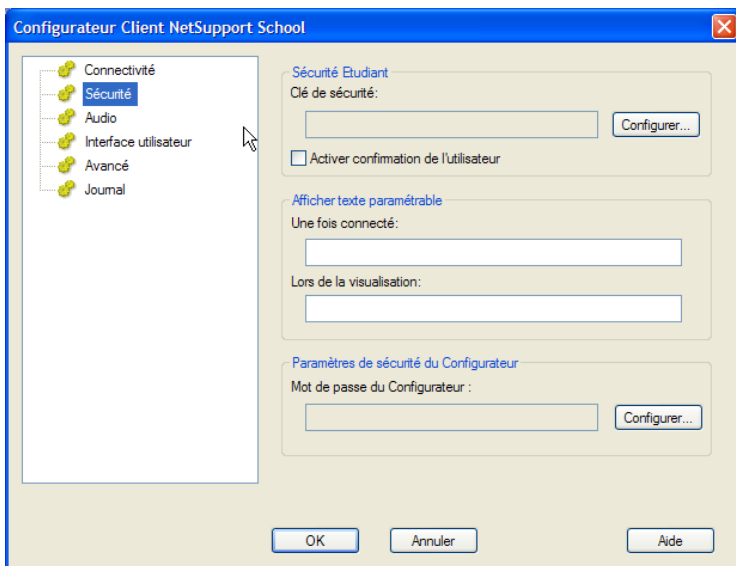 Configurateur Client NetSupport School
Connectivité
Sécurité
Audio
Interface utilisateur
Avancé
Journal
Sécurité Etudiant
Clé de sécurité:
Configurer...
Activer confirmation de l'utilisateur
Afficher texte paramétrable
Une fois connecté:
Lors de la visualisation:
Paramètres de sécurité du Configurateur
Mot de passe du Configurateur :
Configurer...
OK
Annuler
Aide